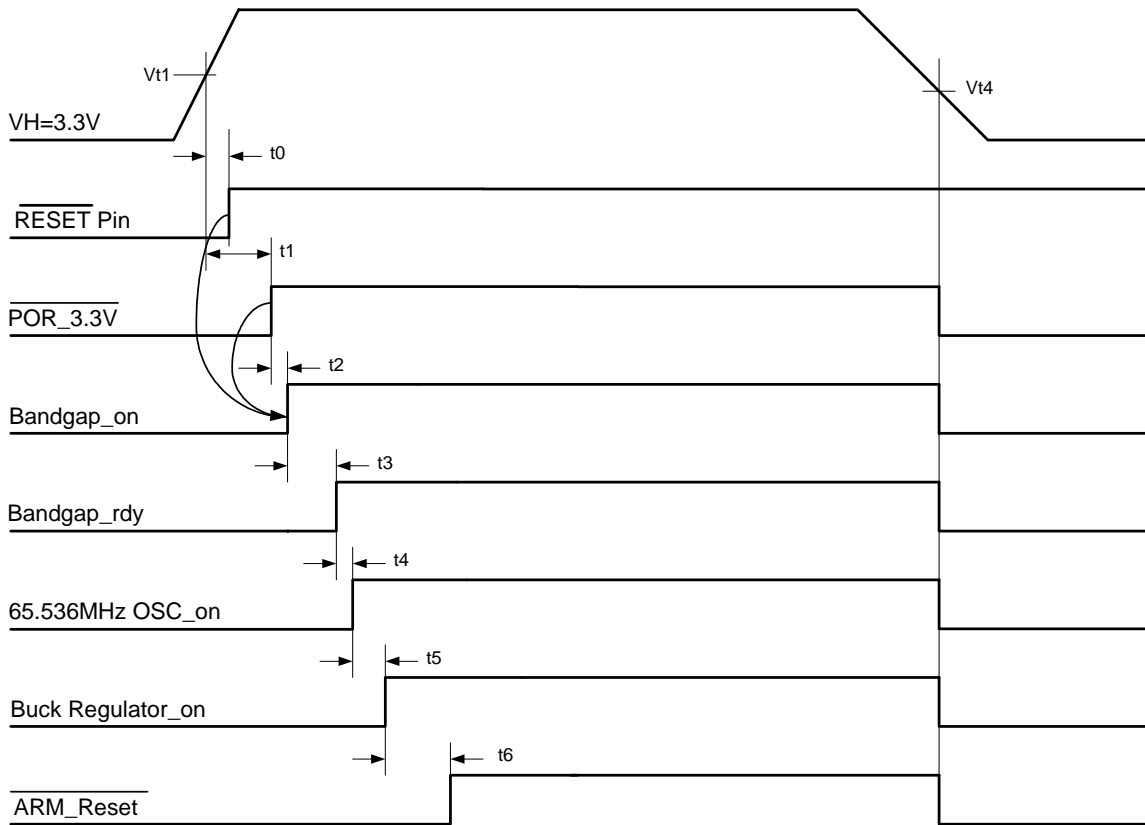 Vt1
Vt4
VH=3.3V
t0
RESET Pin
t1
POR_3.3V
t2
Bandgap_on
t3
Bandgap_rdy
t4
65.536MHz OSC_on
t5
Buck Regulator_on
t6
ARM_Reset